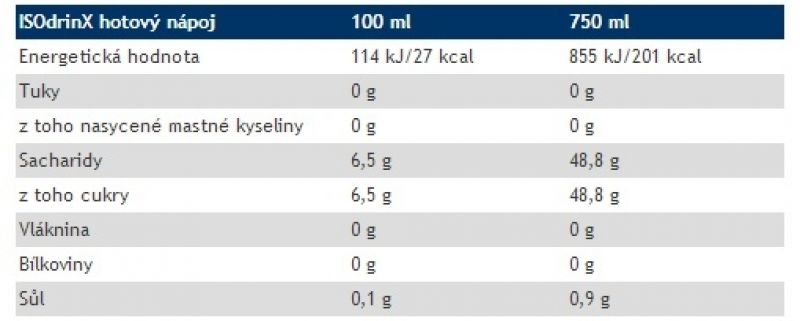 ISOdrinX hotový nápoj 100 ml 750 ml
Energetická hodnota 114 kJ/27 kcal 855 kJ/201 kcal
Tuky 0 g 0 g
z toho nasycené mastné kyseliny 0 g 0 g
Sacharidy 6,5 g 48,8 g
z toho cukry 6,5 g 48,8 g
Vláknina 0 g 0 g
Bílkoviny 0 g 0 g
Sůl 0,1 g 0,9 g